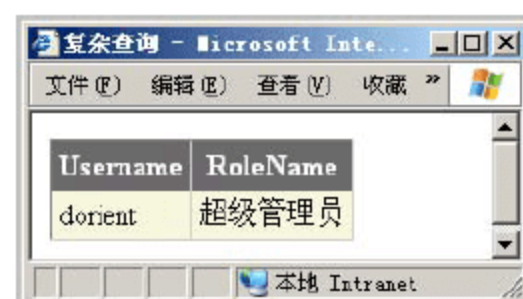 复杂查询 - Microsoft Inte...
文件(F) 编辑(E) 查看(V) 收藏 »
Username RoleName
dorient 超级管理员
本地 Intranet